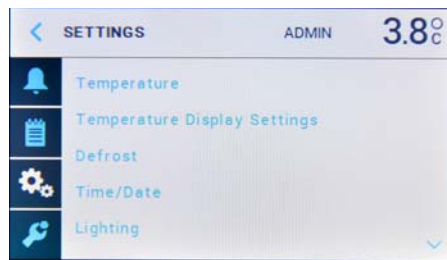 SETTINGS ADMIN 3.8°C
Temperature
Temperature Display Settings
Defrost
Time/Date
Lighting